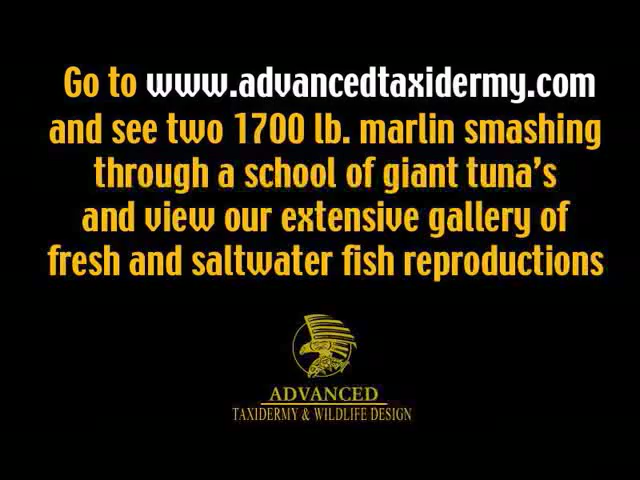 Go to www.advancedtaxidermy.com
and see two 1700 lb. marlin smashing
through a school of giant tuna's
and view our extensive gallery of
fresh and saltwater fish reproductions
ADVANCED
TAXIDERMY & WILDLIFE DESIGN